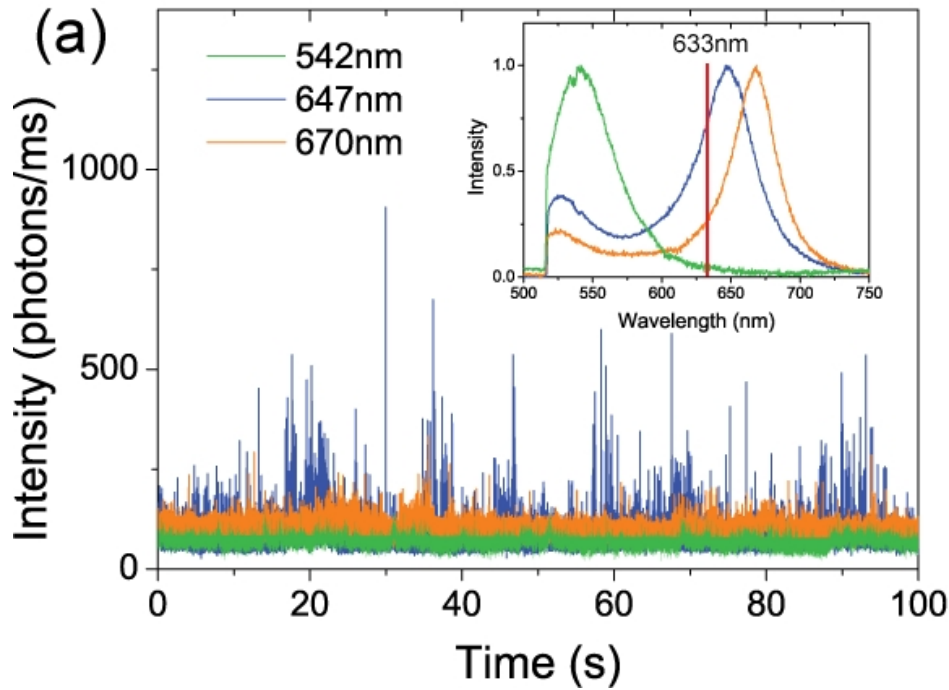 (a)
542nm
647nm
670nm
633nm
1.0
0.5
0.0
Intensity
500 550 600 650 700 750
Wavelength (nm)
1000
500
0
Intensity (photons/ms)
0 20 40 60 80 100
Time (s)